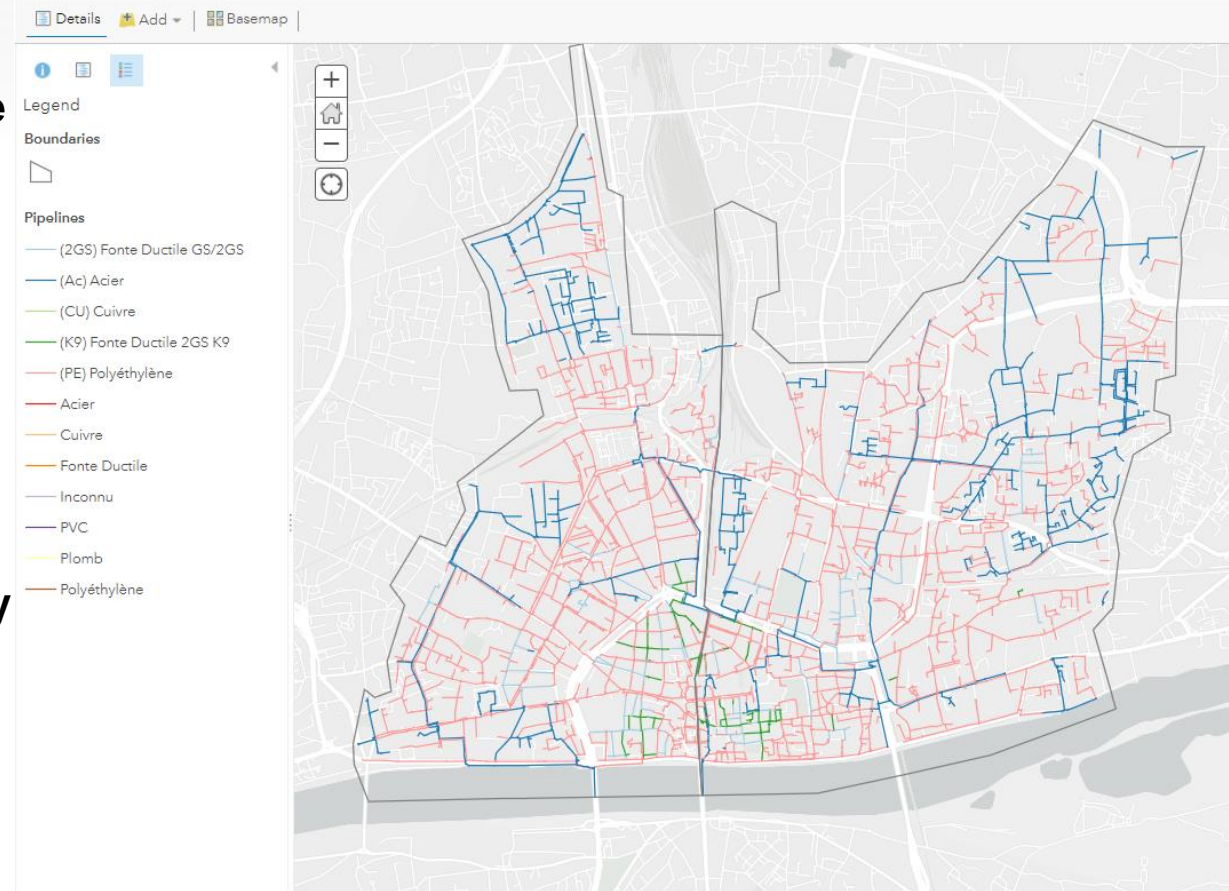 Details Add Basemap
e
Legend
Boundaries
Pipelines
(2GS) Fonte Ductile GS/2GS
(Ac) Acier
(CU) Cuivre
(K9) Fonte Ductile 2GS K9
(PE) Polyéthylène
Acier
Cuivre
Fonte Ductile
Inconnu
PVC
Plomb
Polyéthylène
y